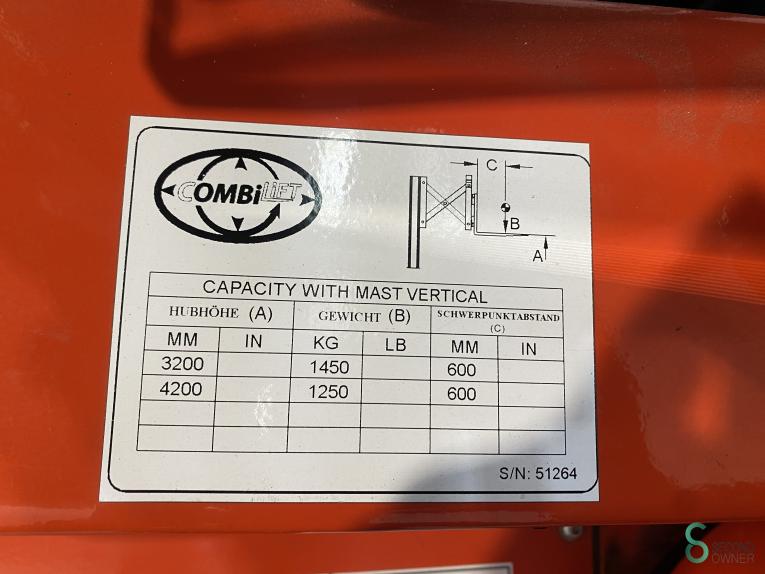 COMBiLiFT
C
B
A
CAPACITY WITH MAST VERTICAL
HUBHÖHE (A) GEWICHT (B) SCHWERPUNKTABSTAND (C)
MM IN KG LB MM IN
3200 1450 600
4200 1250 600
S/N: 51264
SECOND
OWNER